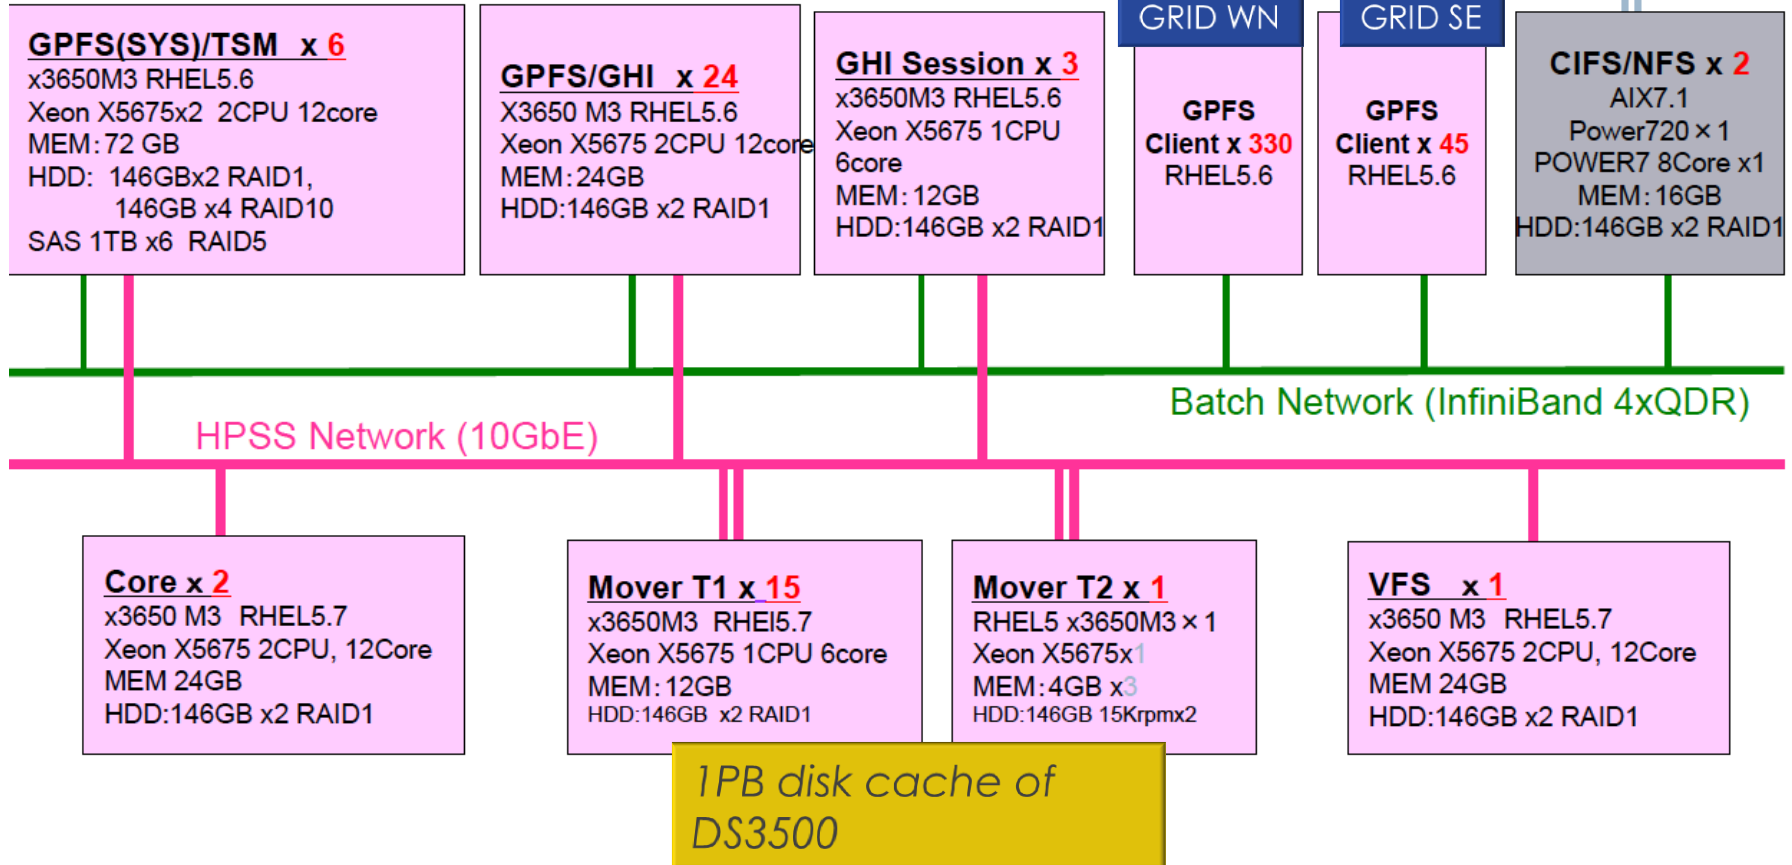 GPFS(SYS)/TSM x 6
x3650M3 RHEL5.6
Xeon X5675x2 2CPU 12core
MEM:72 GB
HDD: 146GBx2 RAID1,
146GB x4 RAID10
SAS 1TB x6 RAID5
GPFS/GHI x 24
X3650 M3 RHEL5.6
Xeon X5675 2CPU 12core
MEM:24GB
HDD:146GB x2 RAID1
GHI Session x 3
x3650M3 RHEL5.6
Xeon X5675 1CPU
6core
MEM:12GB
HDD:146GB x2 RAID1
GRID WN
GPFS
Client x 330
RHEL5.6
GRID SE
GPFS
Client x 45
RHEL5.6
CIFS/NFS x 2
AIX7.1
Power720×1
POWER7 8Core x1
MEM:16GB
HDD:146GB x2 RAID1
Batch Network (InfiniBand 4xQDR)
HPSS Network (10GbE)
Core x 2
x3650 M3 RHEL5.7
Xeon X5675 2CPU, 12Core
MEM 24GB
HDD:146GB x2 RAID1
Mover T1 x 15
x3650M3 RHEl5.7
Xeon X5675 1CPU 6core
MEM:12GB
HDD:146GB x2 RAID1
Mover T2 x 1
RHEL5 x3650M3×1
Xeon X5675x1
MEM:4GB x3
HDD:146GB 15Krpmx2
VFS x 1
x3650 M3 RHEL5.7
Xeon X5675 2CPU, 12Core
MEM 24GB
HDD:146GB x2 RAID1
1PB disk cache of
DS3500